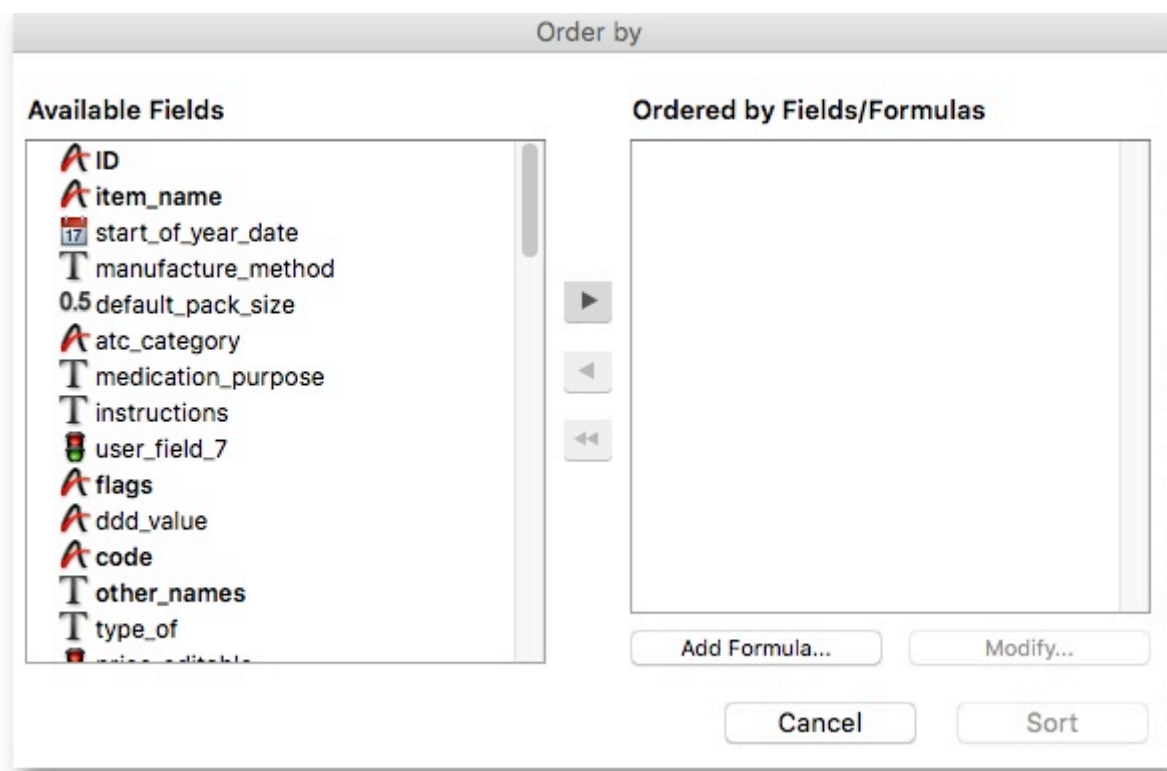 Order by
Available Fields
ID
item_name
start_of_year_date
manufacture_method
0.5 default_pack_size
atc_category
medication_purpose
instructions
user_field_7
flags
ddd_value
code
other_names
type_of
Ordered by Fields/Formulas
Add Formula...
Modify...
Cancel
Sort